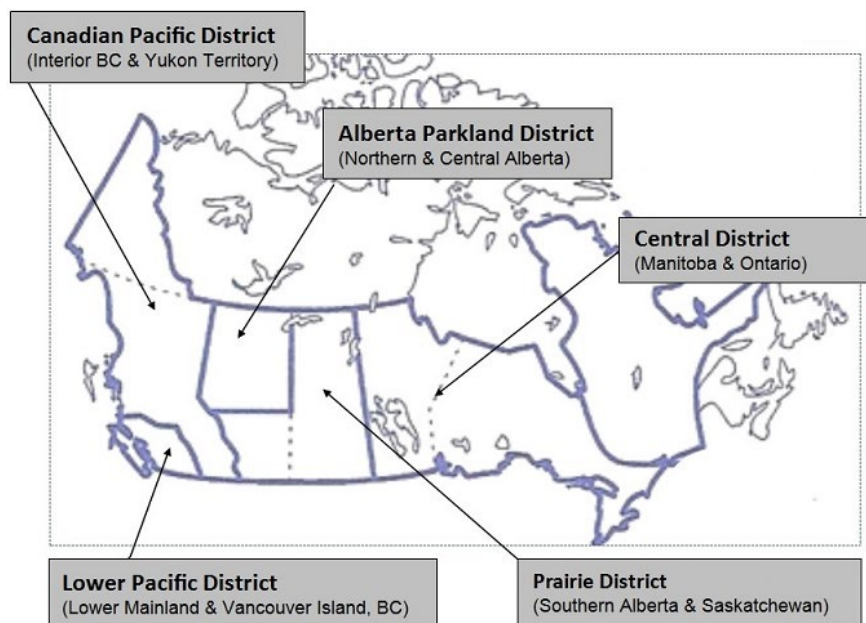 Canadian Pacific District
(Interior BC & Yukon Territory)
Alberta Parkland District
(Northern & Central Alberta)
Central District
(Manitoba & Ontario)
Lower Pacific District
(Lower Mainland & Vancouver Island, BC)
Prairie District
(Southern Alberta & Saskatchewan)